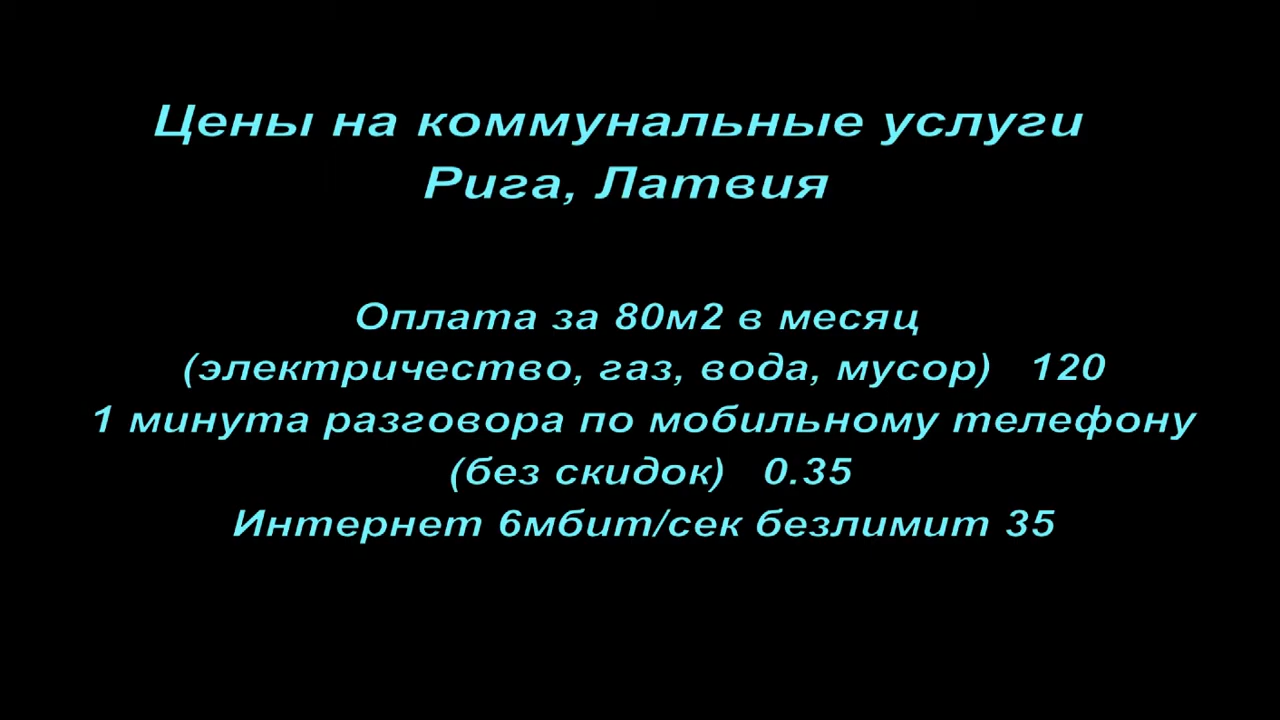 Цены на коммунальные услуги
Рига, Латвия
Оплата за 80м2 в месяц
(электричество, газ, вода, мусор) 120
1 минута разговора по мобильному телефону
(без скидок) 0.35
Интернет 6мбит/сек безлимит 35